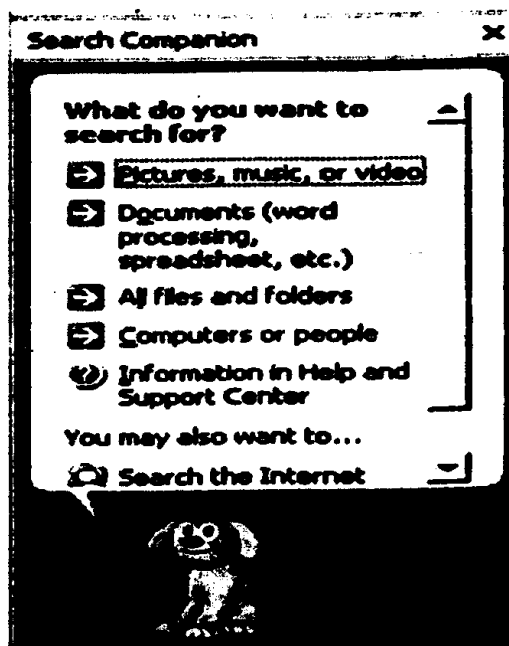 Search Companion
What do you want to
search for?
Pictures, music, or video
Documents (word
processing,
spreadsheet, etc.)
All files and folders
Computers or people
Information in Help and
Support Center
You may also want to...
Search the Internet